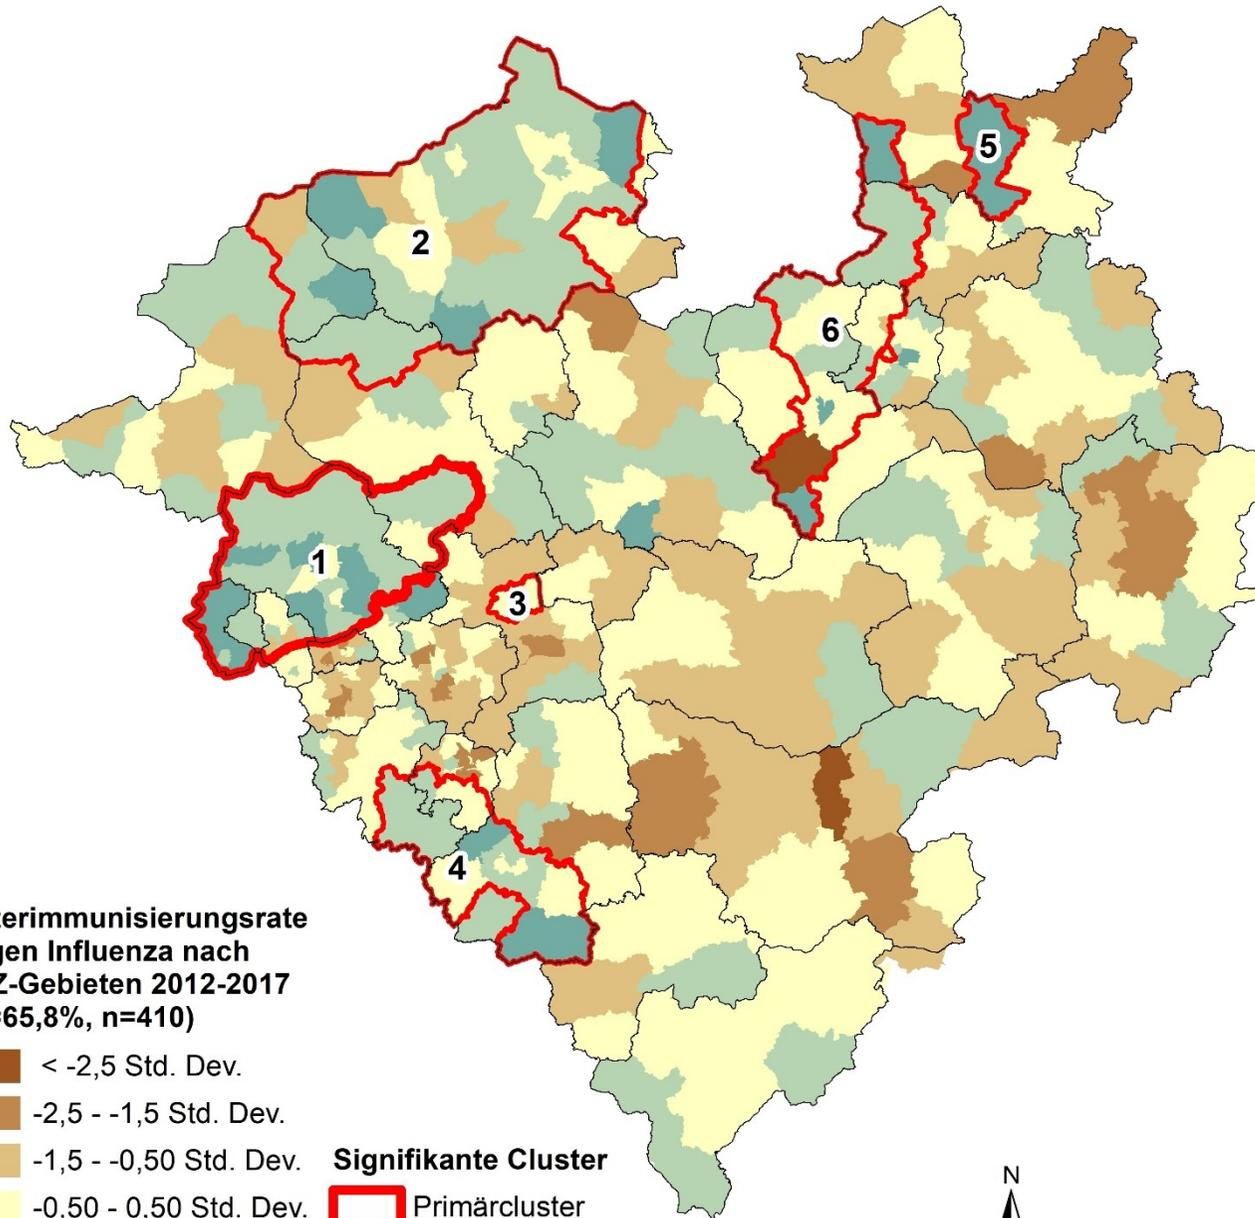 5
2
6
1
3
4
terimmunisierungsrate
gen Influenza nach
Z-Gebieten 2012-2017
=65,8%, n=410)
< -2,5 Std. Dev.
-2,5 - -1,5 Std. Dev.
-1,5 - -0,50 Std. Dev.
-0,50 - 0,50 Std. Dev.
Signifikante Cluster
Primärcluster
N